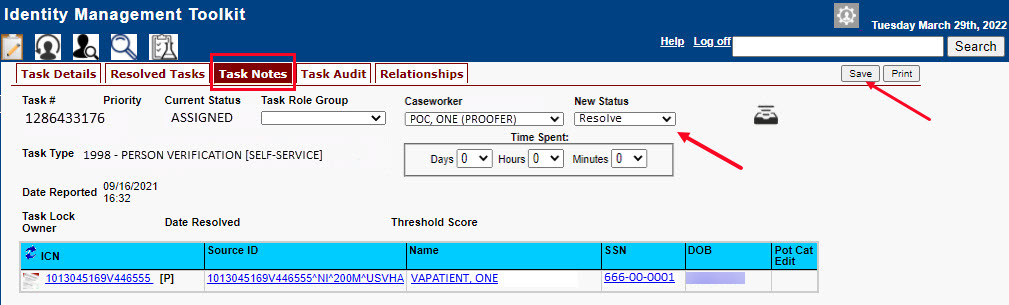 Identity Management Toolkit
Tuesday March 29th, 2022
Help Log off Search
Task Details Resolved Tasks Task Notes Task Audit Relationships Save Print
Task # Priority Current Status Task Role Group Caseworker New Status
1286433176 ASSIGNED POC, ONE (PROOFER) Resolve
Time Spent:
Task Type 1998 - PERSON VERIFICATION [SELF-SERVICE] Days 0 Hours 0 Minutes 0
Date Reported 09/16/2021
16:32
Task Lock
Owner Date Resolved Threshold Score
ICN Source ID Name SSN DOB Pot Cat
Edit
1013045169V446555 [P] 1013045169V446555^NI^200M^USVHA VAPATIENT, ONE 666-00-0001